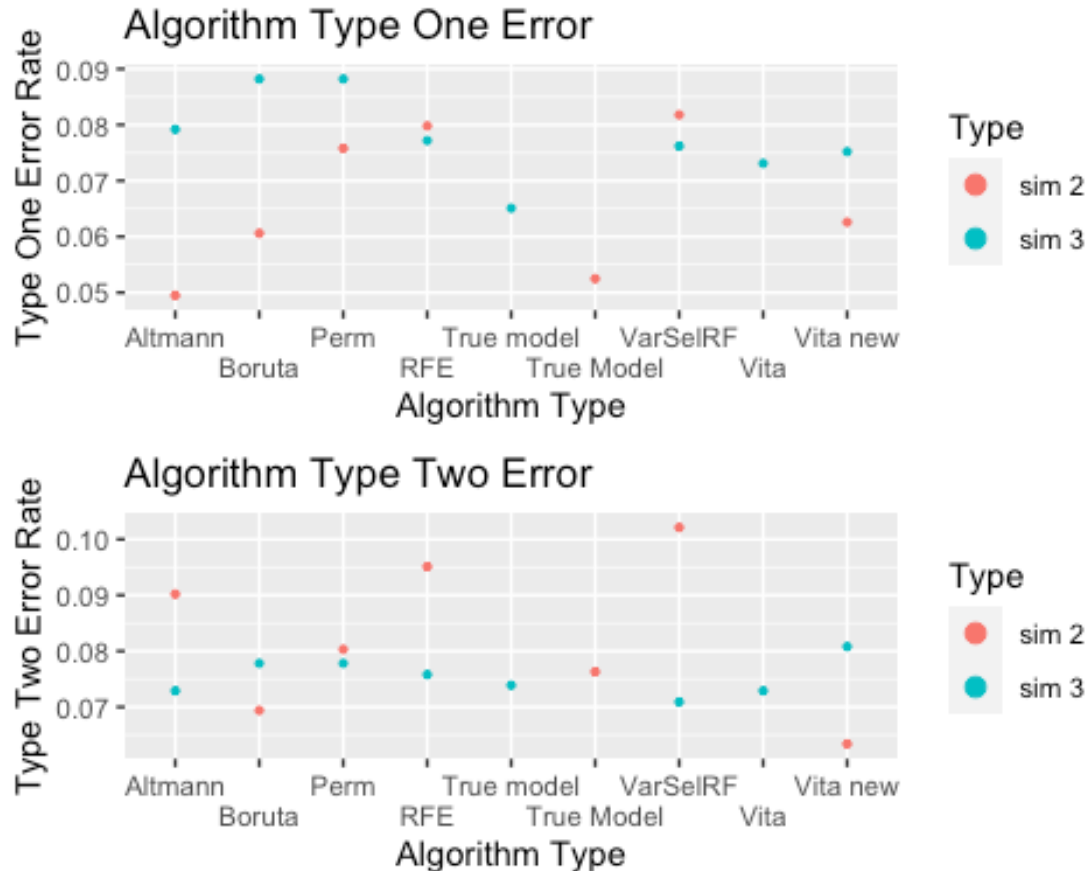 Algorithm Type One Error
Type One Error Rate
0.09
0.08
0.07
0.06
0.05
Altmann Perm True model VarSelRF Vita new
Boruta RFE True Model Vita
Algorithm Type
Type
sim 2
sim 3
Algorithm Type Two Error
Type Two Error Rate
0.10
0.09
0.08
0.07
Altmann Perm True model VarSelRF Vita new
Boruta RFE True Model Vita
Algorithm Type
Type
sim 2
sim 3